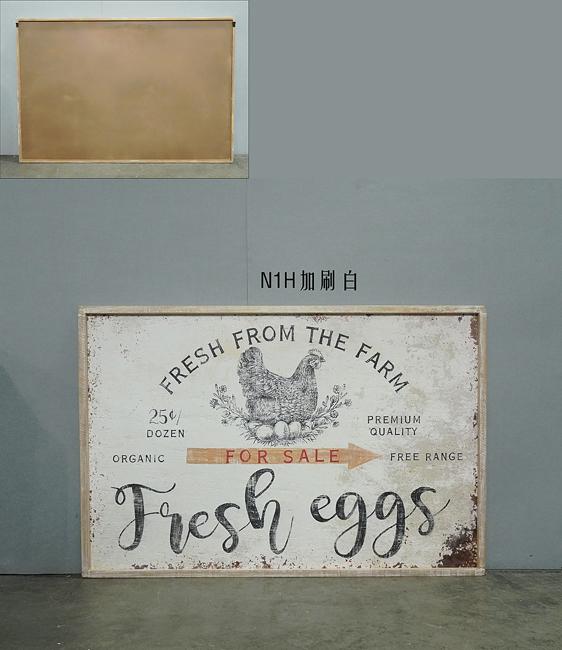 N1H加刷白
FRESH FROM THE FARM
25¢/
DOZEN
PREMIUM
QUALITY
ORGANIC
FOR SALE
FREE RANGE
Fresh eggs